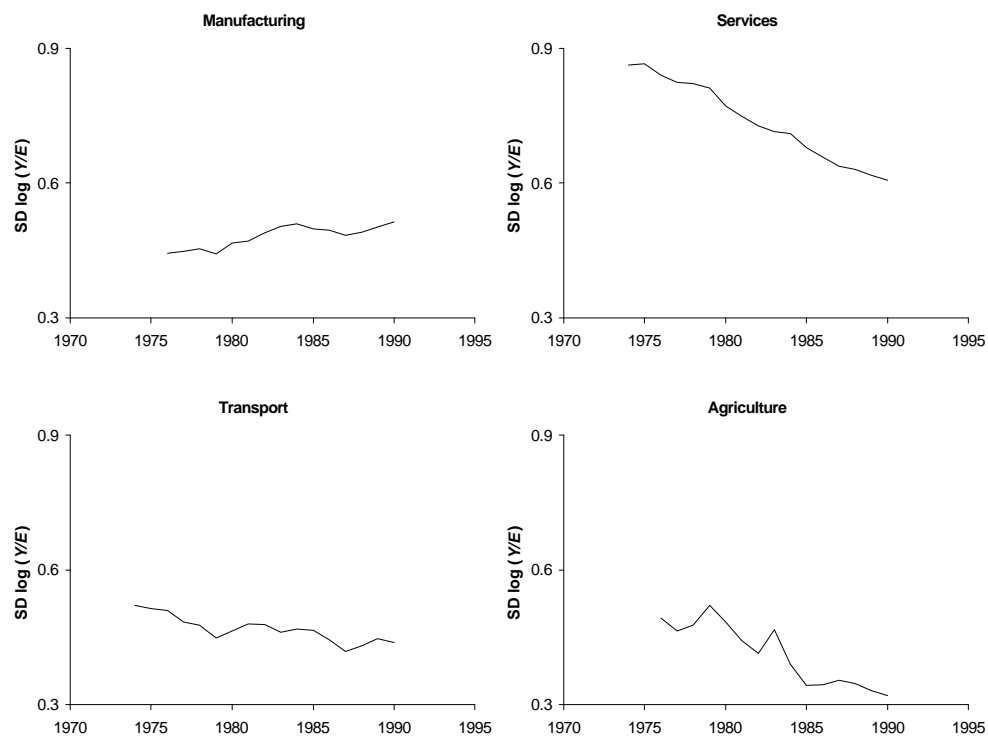 Manufacturing
0.9
0.6
0.3
SD log (Y/E)
1970 1975 1980 1985 1990 1995
Services
0.9
0.6
0.3
SD log (Y/E)
1970 1975 1980 1985 1990 1995
Transport
0.9
0.6
0.3
SD log (Y/E)
1970 1975 1980 1985 1990 1995
Agriculture
0.9
0.6
0.3
SD log (Y/E)
1970 1975 1980 1985 1990 1995